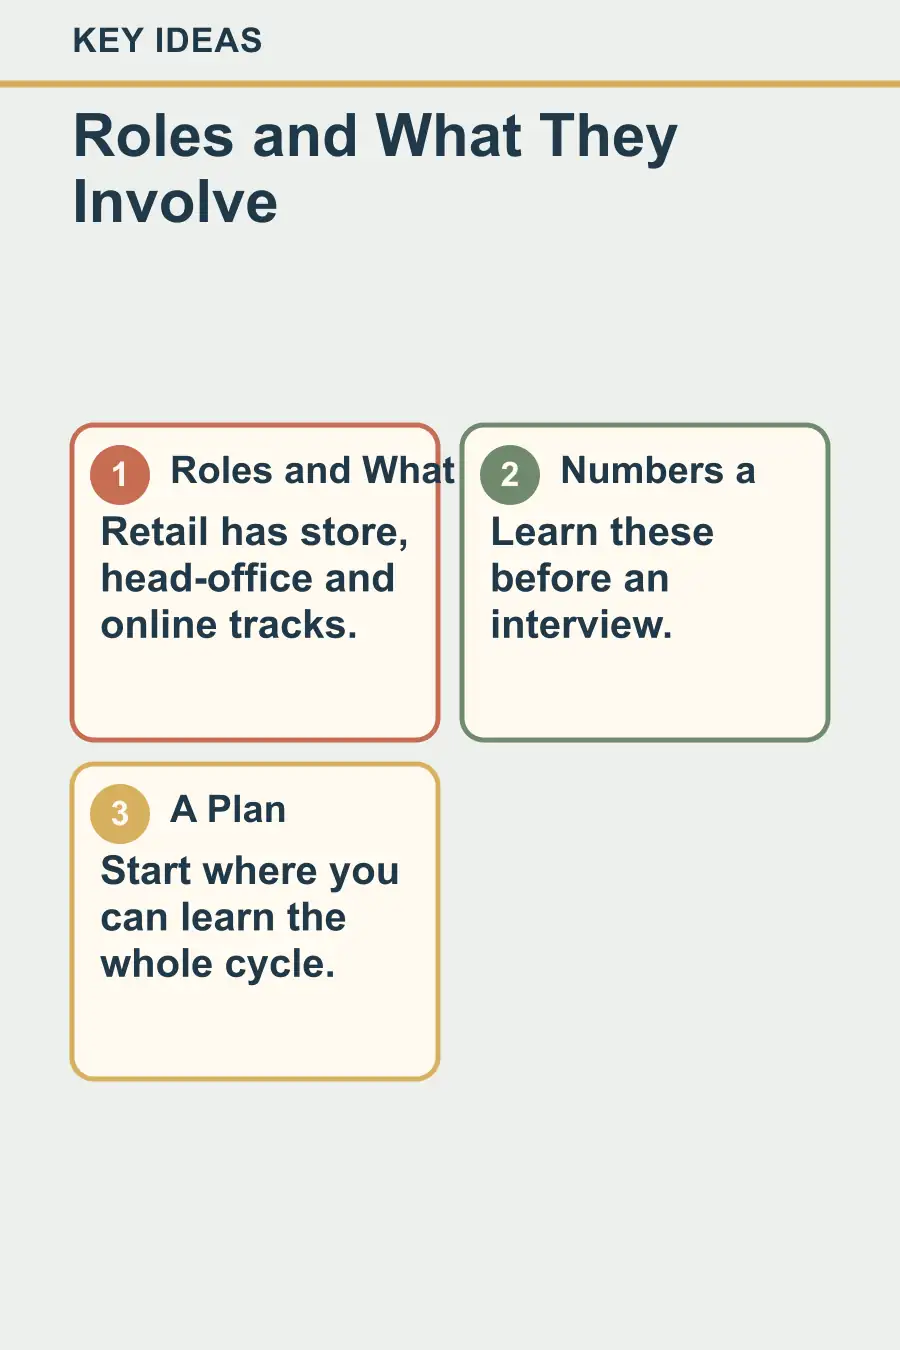 KEY IDEAS
Roles and What They
Involve
1
Roles and What
Retail has store,
head-office and
online tracks.
2
Numbers a
Learn these
before an
interview.
3
A Plan
Start where you
can learn the
whole cycle.